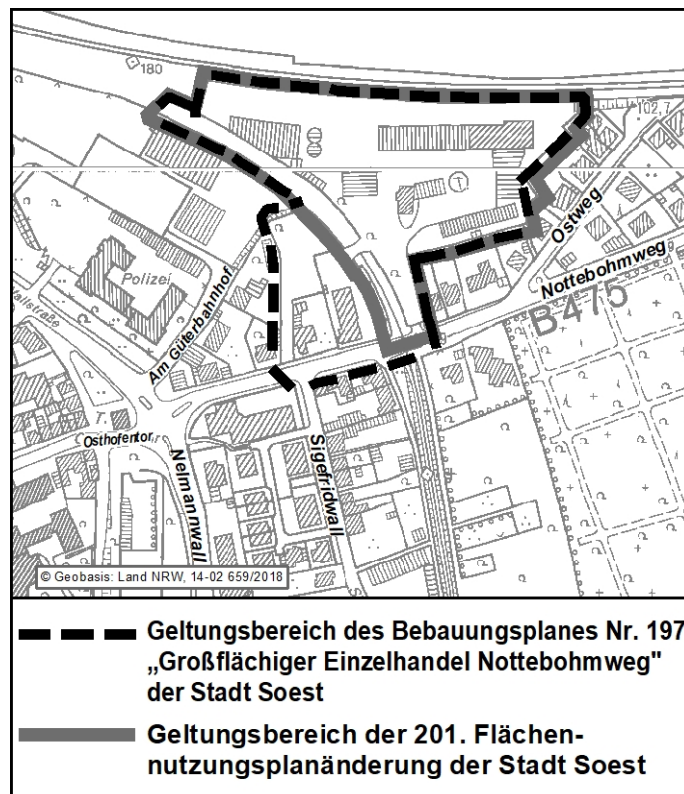 180
102,7
Ostweg
Nottebohmweg
B475
Polizei
Wallstraße
Am Güterbahnhof
T.
Osthofentor
Nelmannwall
Sigefridwall
S
© Geobasis: Land NRW, 14-02 659/2018
Geltungsbereich des Bebauungsplanes Nr. 197
„Großflächiger Einzelhandel Nottebohmweg"
der Stadt Soest
Geltungsbereich der 201. Flächen-
nutzungsplanänderung der Stadt Soest